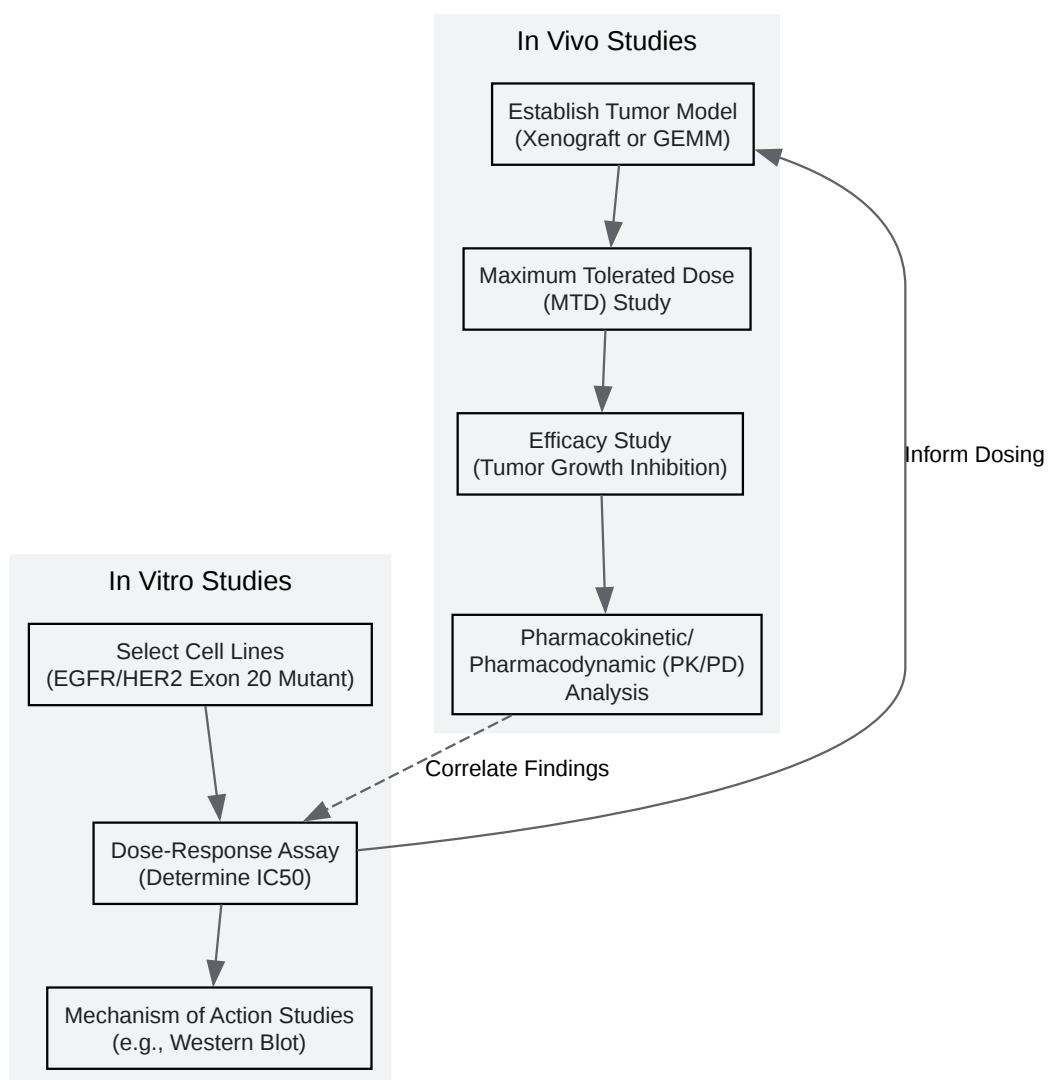 In Vivo Studies
Establish Tumor Model
(Xenograft or GEMM)
Maximum Tolerated Dose
(MTD) Study
Efficacy Study
(Tumor Growth Inhibition)
Inform Dosing
Pharmacokinetic/
Pharmacodynamic (PK/PD)
Analysis
Correlate Findings
In Vitro Studies
Select Cell Lines
(EGFR/HER2 Exon 20 Mutant)
Dose-Response Assay
(Determine IC50)
Mechanism of Action Studies
(e.g., Western Blot)